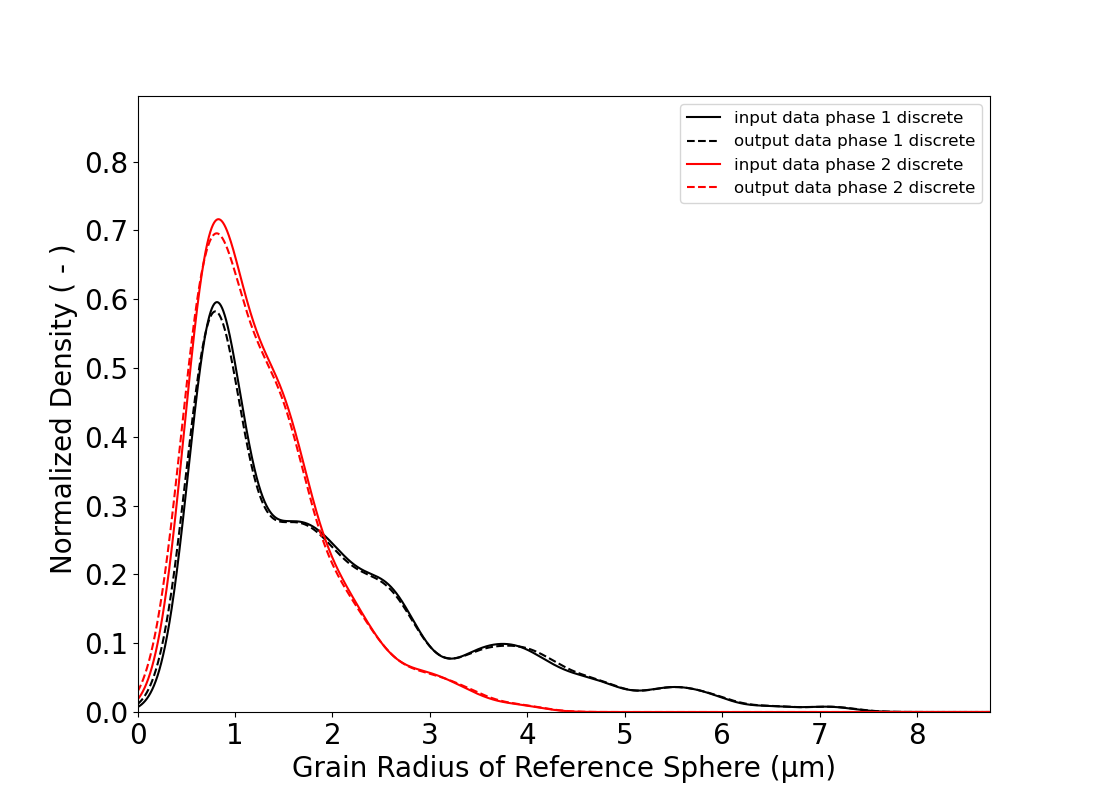 input data phase 1 discrete
output data phase 1 discrete
input data phase 2 discrete
output data phase 2 discrete
0.8
0.7
0.6
0.5
0.4
0.3
0.2
0.1
0.0
Normalized Density ( - )
0 1 2 3 4 5 6 7 8
Grain Radius of Reference Sphere (µm)